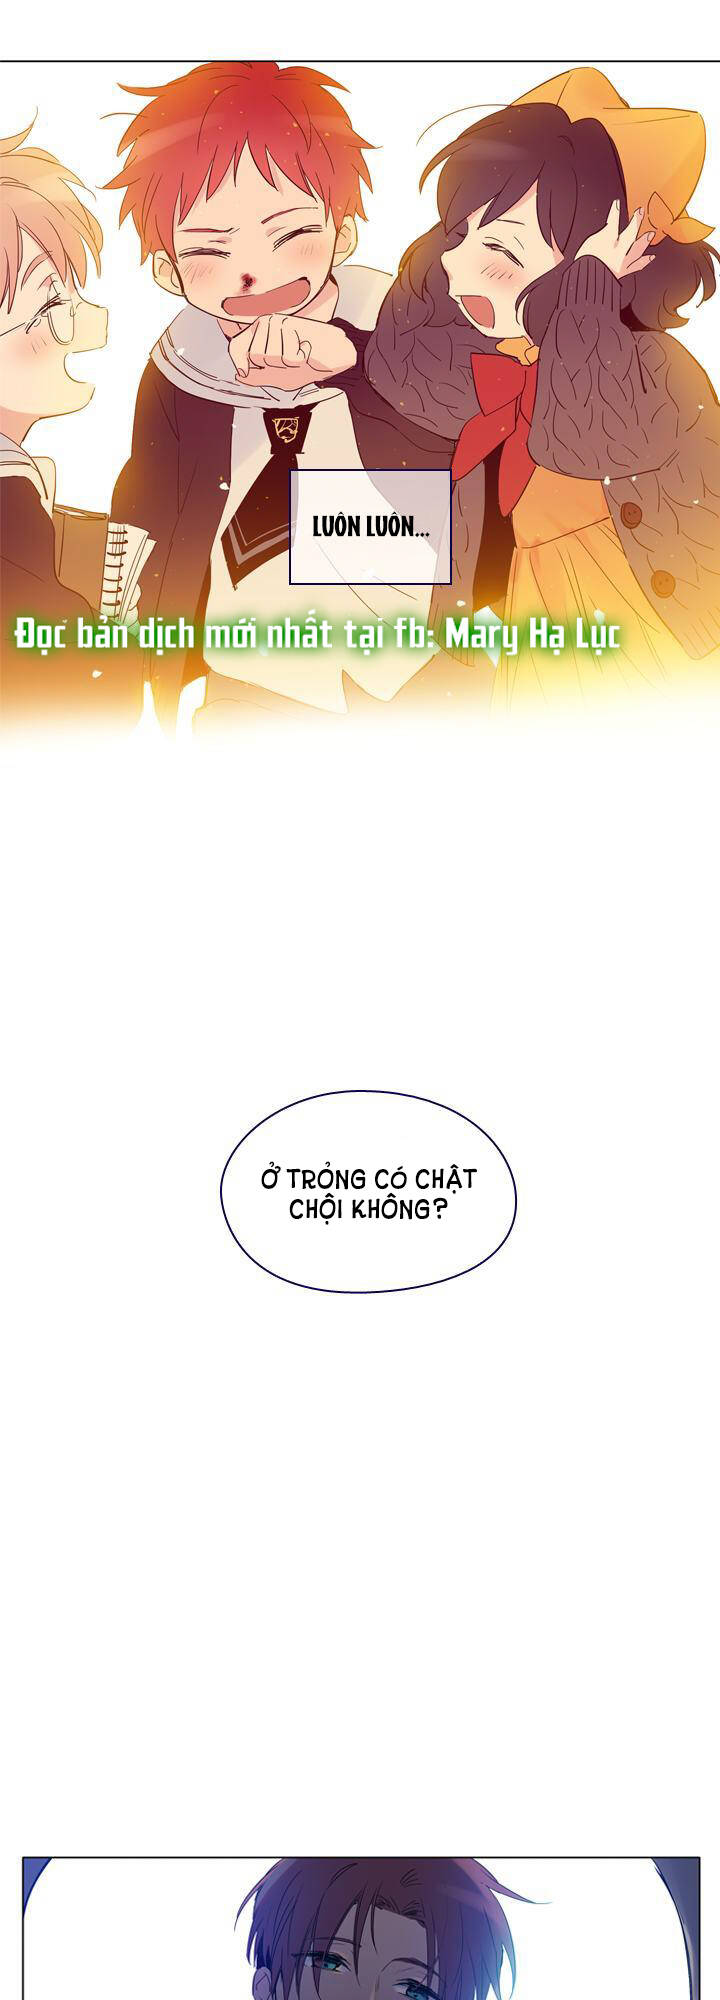 LUÔN LUÔN...
Đọc bản dịch mới nhất tại fb: Mary Hạ Lục
Ở TRỎNG CÓ CHẬT
CHỘI KHÔNG?